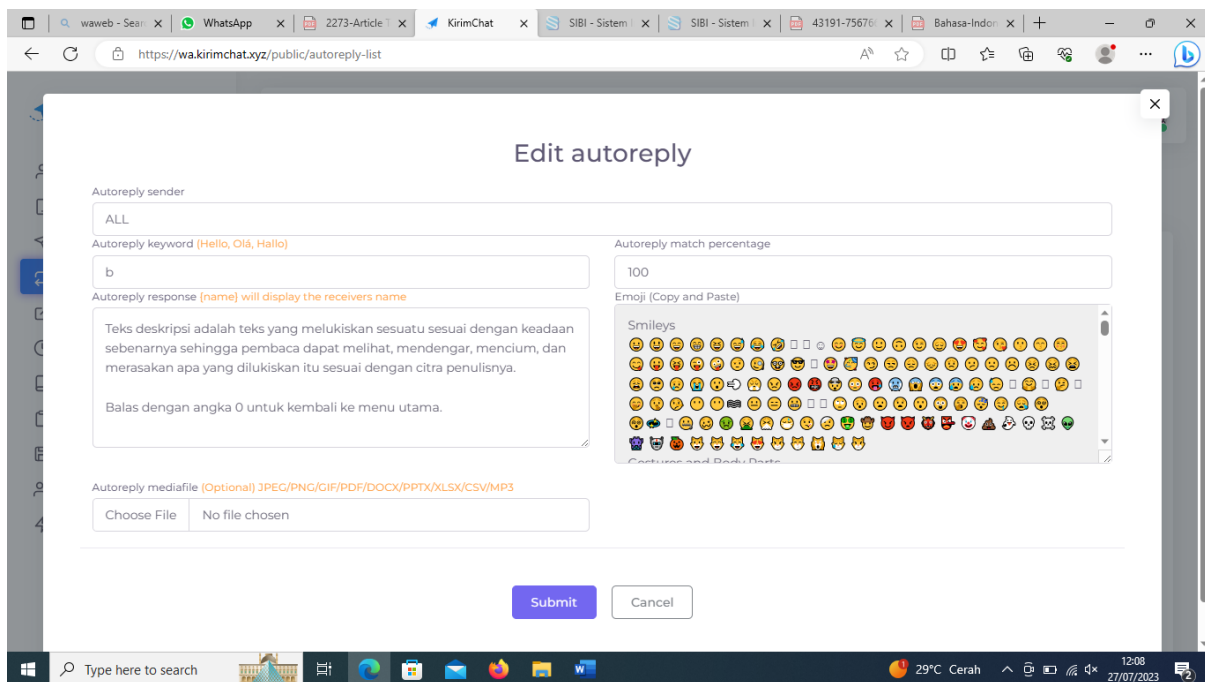 waweb - Sear
WhatsApp
2273-Article T
KirimChat
SIBI - Sistem I
SIBI - Sistem I
43191-75676
Bahasa-Indon
https://wa.kirimchat.xyz/public/autoreply-list
Edit autoreply
Autoreply sender
ALL
Autoreply keyword (Hello, Olá, Hallo)
Autoreply match percentage
b
100
Autoreply response {name} will display the receivers name
Emoji (Copy and Paste)
Teks deskripsi adalah teks yang melukiskan sesuatu sesuai dengan keadaan
sebenarnya sehingga pembaca dapat melihat, mendengar, mencium, dan
merasakan apa yang dilukiskan itu sesuai dengan citra penulisnya.
Balas dengan angka 0 untuk kembali ke menu utama.
Smileys
Gestures and Body Parts
Autoreply mediafile (Optional) JPEG/PNG/GIF/PDF/DOCX/PPTX/XLSX/CSV/MP3
Choose File No file chosen
Submit
Cancel
Type here to search
29°C Cerah
12:08
27/07/2023